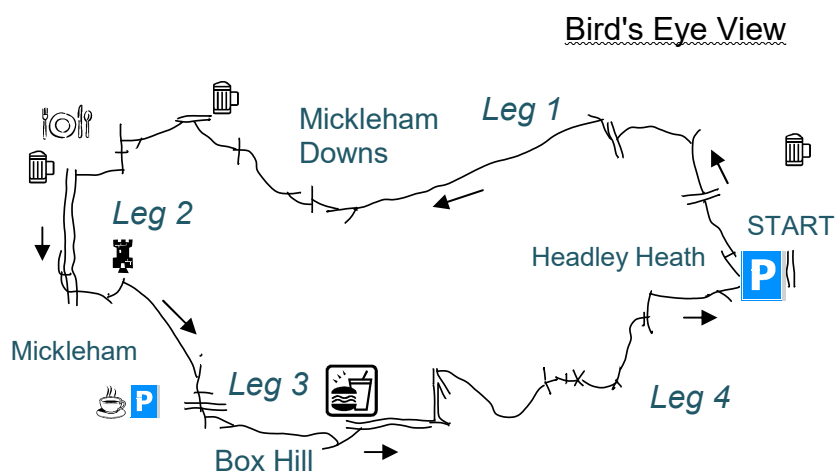 Bird's Eye View
Leg 1
Mickleham
Downs
Leg 2
START
Headley Heath
P
Mickleham
Leg 3
Leg 4
P
Box Hill